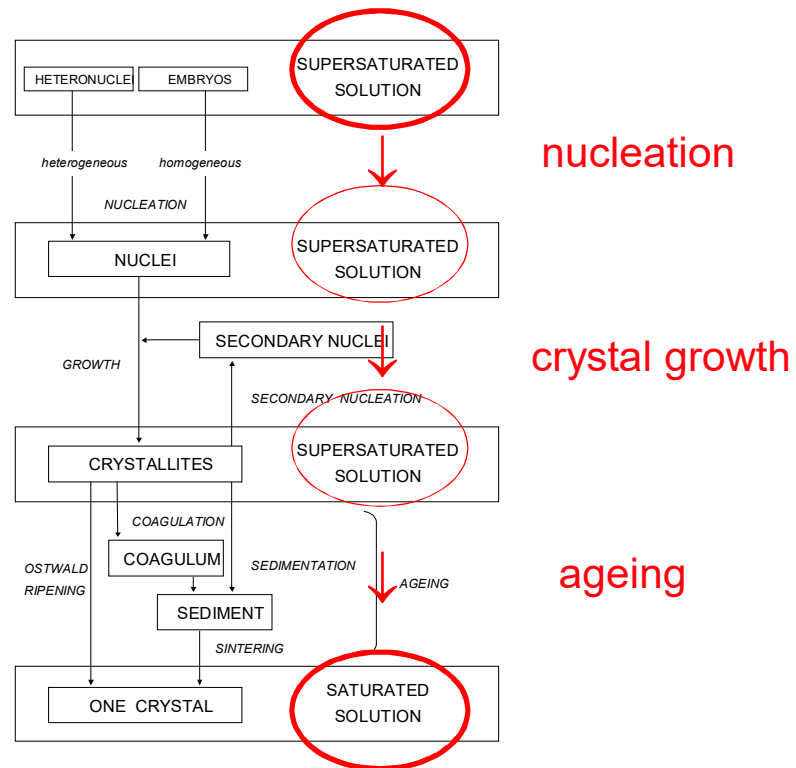 SUPERSATURATED
SOLUTION
HETERONUCLEI
EMBRYOS
nucleation
heterogeneous
homogeneous
NUCLEATION
SUPERSATURATED
SOLUTION
NUCLEI
SECONDARY NUCLEI
crystal growth
GROWTH
SECONDARY NUCLEATION
SUPERSATURATED
SOLUTION
CRYSTALLITES
COAGULATION
COAGULUM
OSTWALD
RIPENING
SEDIMENTATION
AGEING
ageing
SEDIMENT
SINTERING
SATURATED
SOLUTION
ONE CRYSTAL